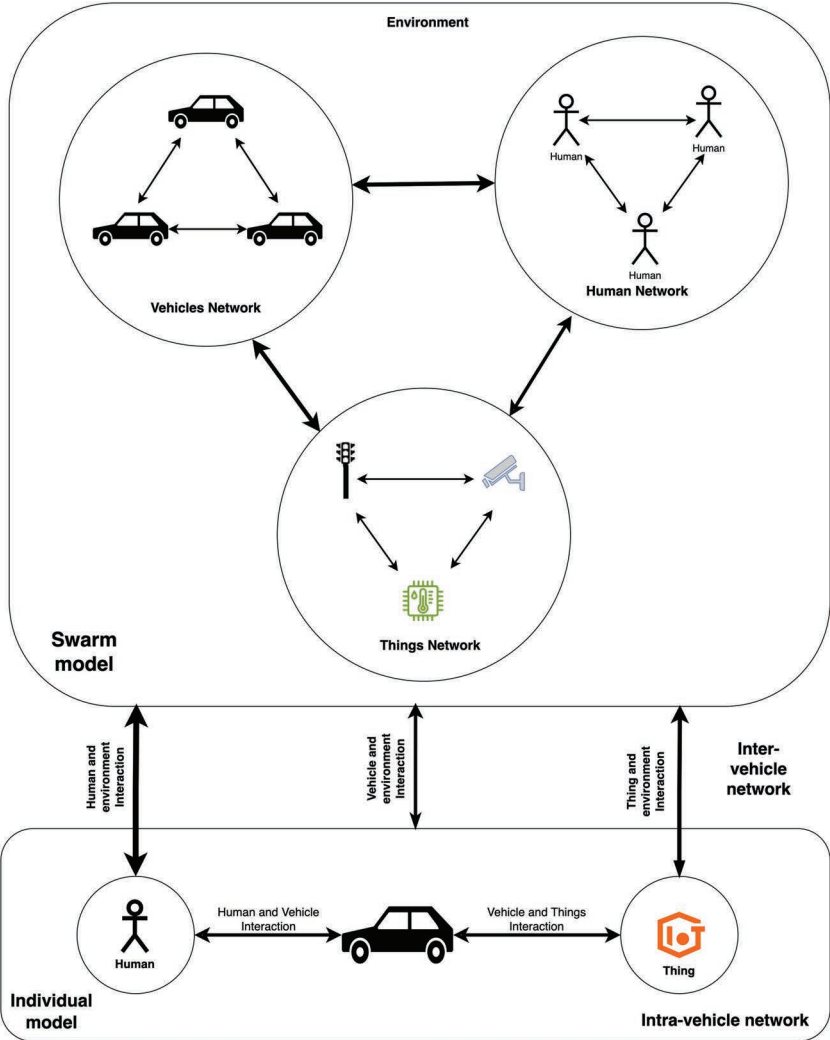 Environment
Human
Human
Human
Vehicles Network
Human Network
Things Network
Swarm
model
Human and
environment
Interaction
Vehicle and
environment
Interaction
Thing and
environment
Interaction
Inter-
vehicle
network
Human and Vehicle
Interaction
Vehicle and Things
Interaction
IoT
Human
Thing
Individual
model
Intra-vehicle network